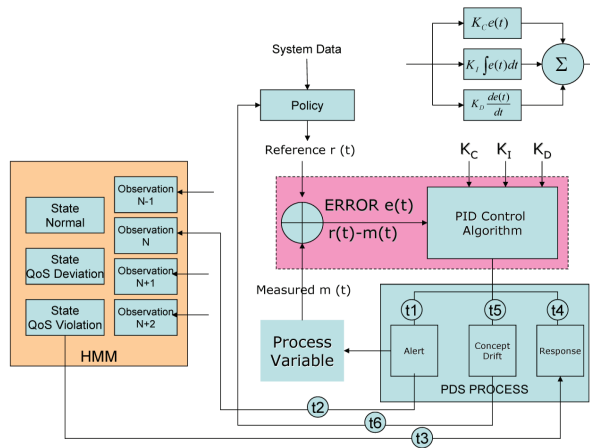 K_C e(t)
System Data
K_I ∫e(t)dt
Σ
Policy
K_D de(t)/dt
Reference r (t)
K_C K_I K_D
Observation
N-1
State
Normal
Observation
N
State
QoS Deviation
Observation
N+1
State
QoS Violation
Observation
N+2
HMM
ERROR e(t)
r(t)-m(t)
PID Control
Algorithm
Measured m (t)
Process
Variable
t1
t5
t4
Alert
Concept
Drift
Response
PDS PROCESS
t2
t6
t3